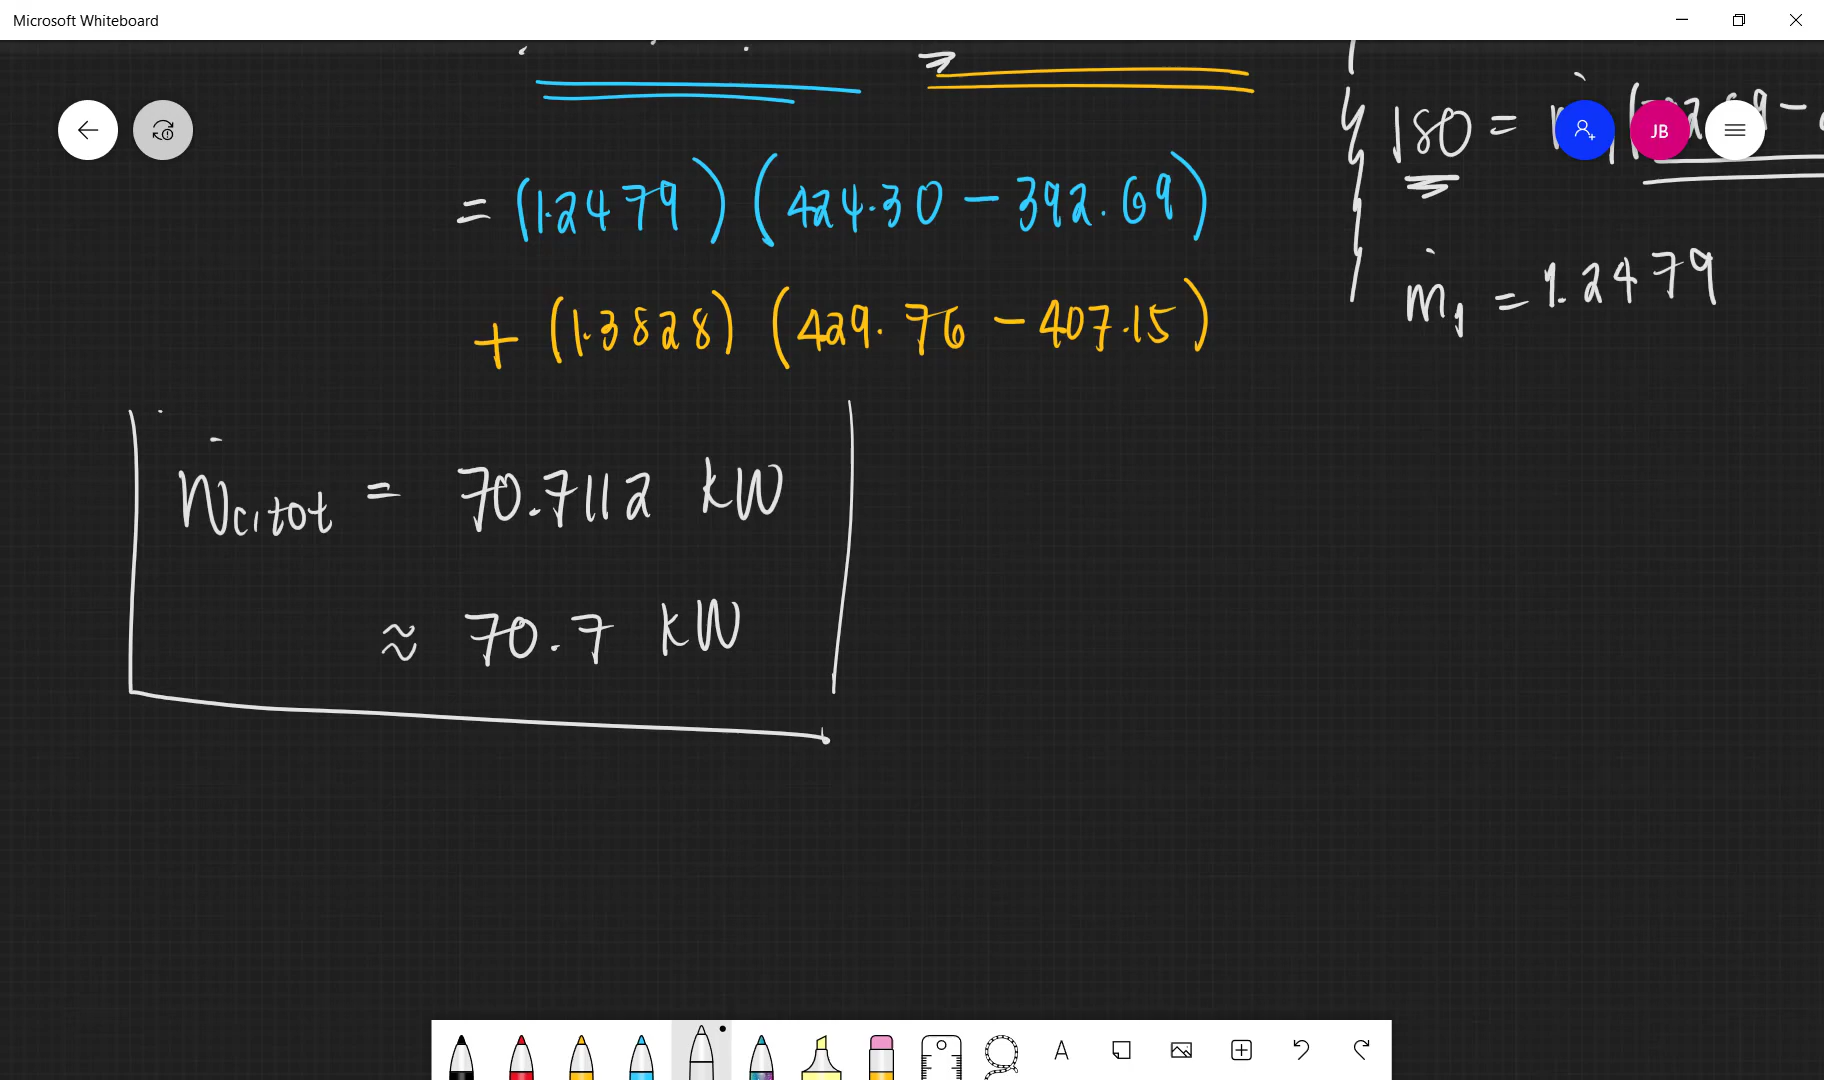 Microsoft Whiteboard
180 =
JB
= (1.2479) (424.30 - 392.69)
ṁ₁ = 1.2479
+ (1.3828) (429.76 - 407.15)
Ẇc,tot = 70.7112 kW
≈ 70.7 kW